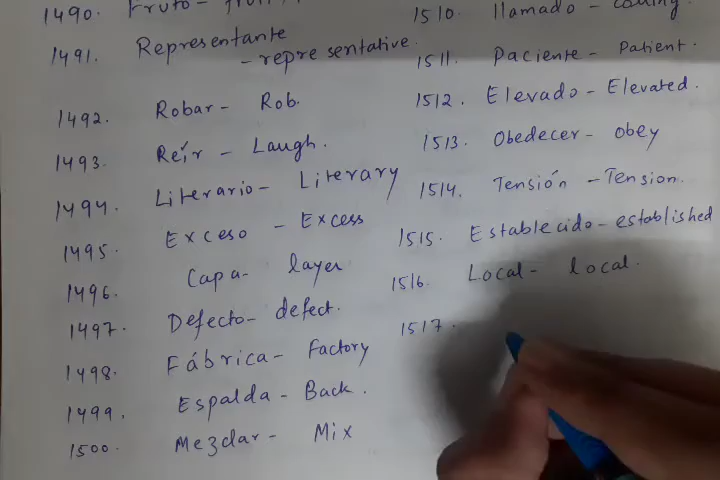 1490. Fruto - fruit
1491. Representante
- representative.
1492. Robar - Rob.
1493. Reír - Laugh.
1494. Literario - Literary
1495. Exceso - Excess
1496. Capa - layer
1497. Defecto - defect.
1498. Fábrica - Factory
1499. Espalda - Back.
1500. Mezclar - Mix
1510. llamado - calling
1511. Paciente - Patient.
1512. Elevado - Elevated.
1513. Obedecer - obey
1514. Tensión - Tension.
1515. Establecido - established
1516. Local - local.
1517.